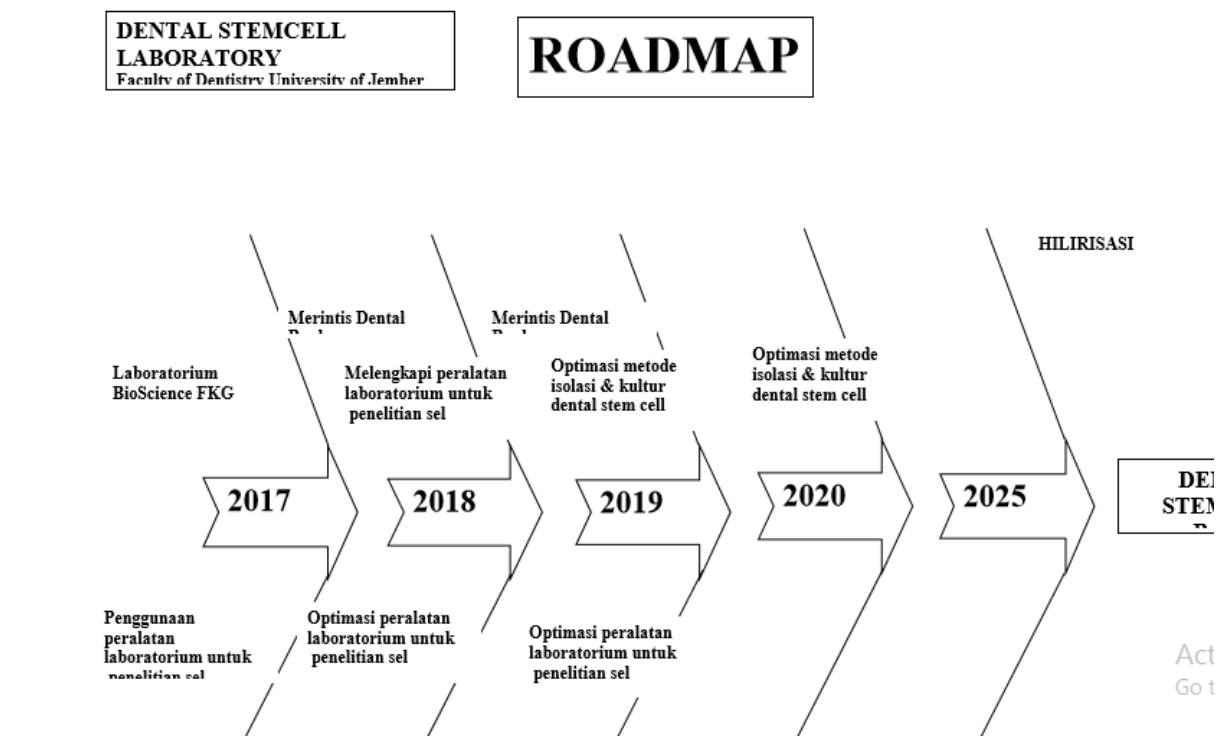 DENTAL STEMCELL
LABORATORY
Faculty of Dentistry University of Jember
ROADMAP
HILIRISASI
Merintis Dental
Merintis Dental
Laboratorium
BioScience FKG
Melengkapi peralatan
laboratorium untuk
penelitian sel
Optimasi metode
isolasi & kultur
dental stem cell
Optimasi metode
isolasi & kultur
dental stem cell
2017
2018
2019
2020
2025
Penggunaan
peralatan
laboratorium untuk
penelitian sel
Optimasi peralatan
laboratorium untuk
penelitian sel
Optimasi peralatan
laboratorium untuk
penelitian sel
Go t